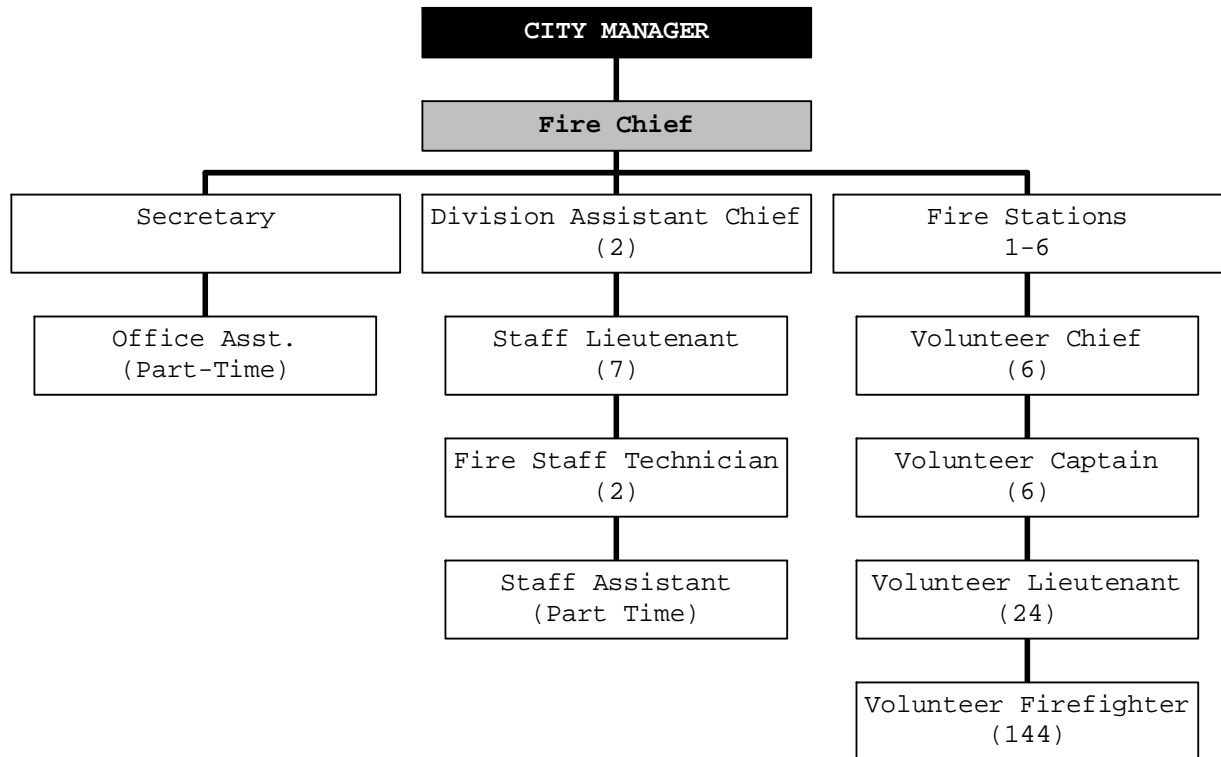 CITY MANAGER
Fire Chief
Secretary
Division Assistant Chief
(2)
Fire Stations
1-6
Office Asst.
(Part-Time)
Staff Lieutenant
(7)
Volunteer Chief
(6)
Fire Staff Technician
(2)
Volunteer Captain
(6)
Staff Assistant
(Part Time)
Volunteer Lieutenant
(24)
Volunteer Firefighter
(144)